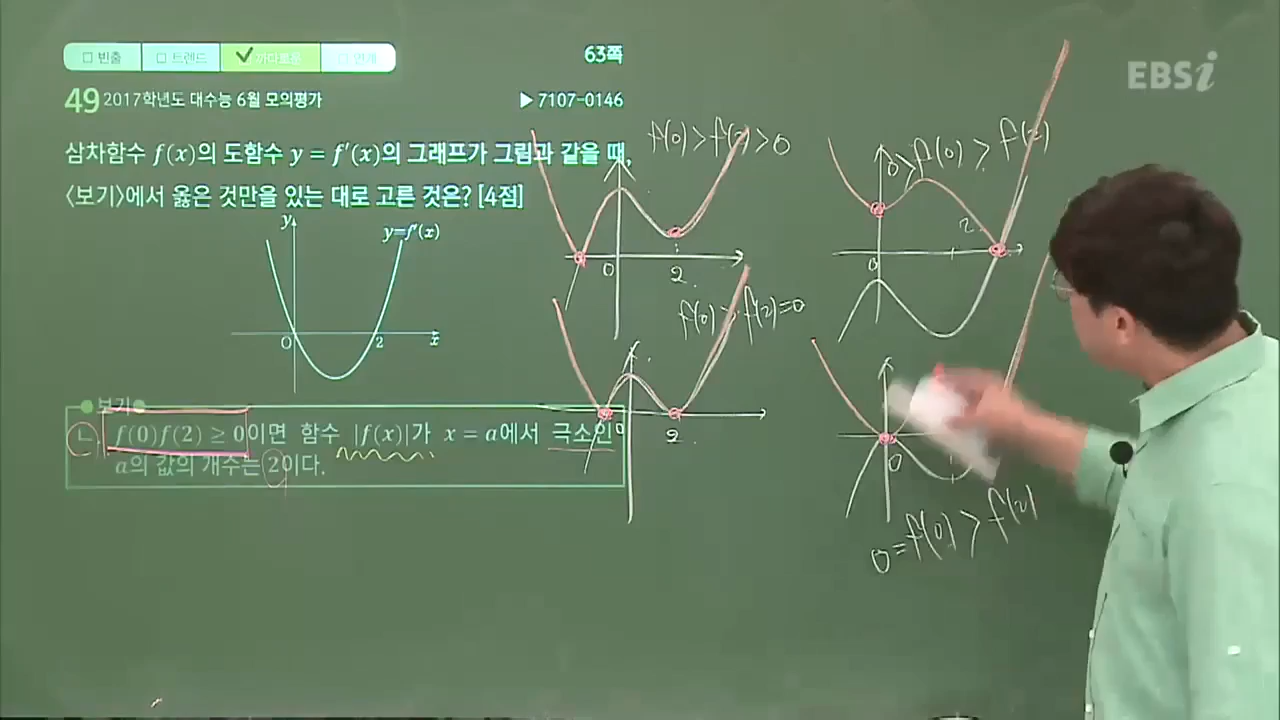 □ 빈출 □ 트렌드 까다로운 □ 연계
63쪽
EBSi
49 2017학년도 대수능 6월 모의평가 ▶7107-0146
삼차함수 f(x)의 도함수 y = f'(x)의 그래프가 그림과 같을 때,
〈보기〉에서 옳은 것만을 있는 대로 고른 것은? [4점]
y
y=f'(x)
O 2 x
보기
ㄴ. f(0)f(2) ≥ 0이면 함수 |f(x)|가 x = a에서 극소인
a의 값의 개수는 2이다.
f(0)>f(2)>0
0 2
f(0)>f(2)=0
0 2
0>f(0)>f(2)
0 2
0
0=f(0)>f(2)